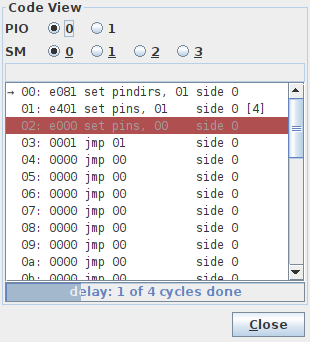 Code View
PIO 0 1
SM 0 1 2 3
→ 00: e081 set pindirs, 01 side 0
01: e401 set pins, 01 side 0 [4]
02: e000 set pins, 00 side 0
03: 0001 jmp 01 side 0
04: 0000 jmp 00 side 0
05: 0000 jmp 00 side 0
06: 0000 jmp 00 side 0
07: 0000 jmp 00 side 0
08: 0000 jmp 00 side 0
09: 0000 jmp 00 side 0
0a: 0000 jmp 00 side 0
0b: 0000 jmp 00 side 0
delay: 1 of 4 cycles done
Close